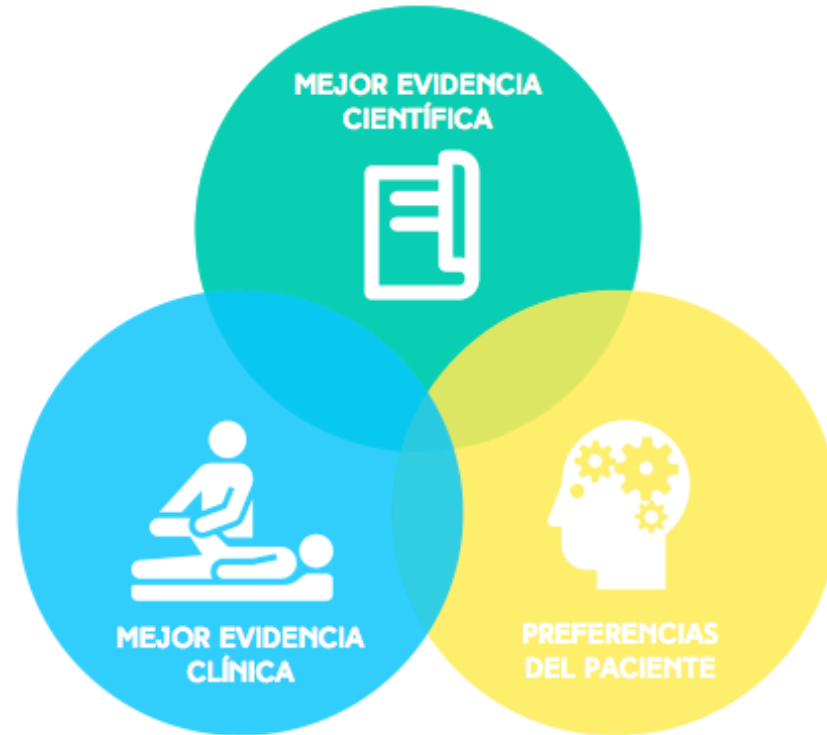 MEJOR EVIDENCIA
CIENTÍFICA
MEJOR EVIDENCIA
CLÍNICA
PREFERENCIAS
DEL PACIENTE